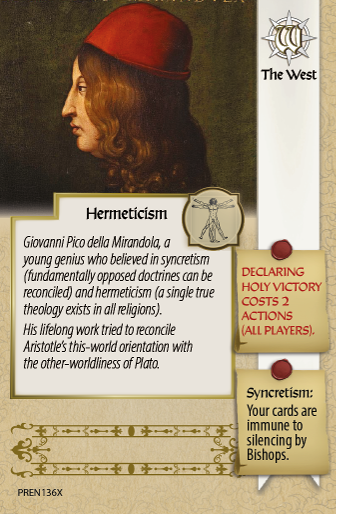 W
The West
Hermeticism
Giovanni Pico della Mirandola, a
young genius who believed in syncretism
(fundamentally opposed doctrines can be
reconciled) and hermeticism (a single true
theology exists in all religions).
His lifelong work tried to reconcile
Aristotle's this-world orientation with
the other-worldliness of Plato.
DECLARING
HOLY VICTORY
COSTS 2
ACTIONS
(ALL PLAYERS).
Syncretism:
Your cards are
immune to
silencing by
Bishops.
PREN136X